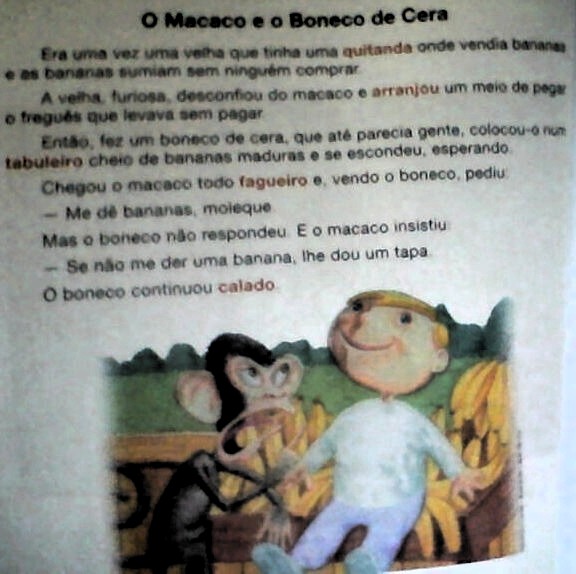 O Macaco e o Boneco de Cera
Era uma vez uma velha que tinha uma quitanda onde vendia bananas
e as bananas sumiam sem ninguém comprar.
A velha, furiosa, desconfiou do macaco e arranjou um meio de pegar
o freguês que levava sem pagar.
Então, fez um boneco de cera, que até parecia gente, colocou-o num
tabuleiro cheio de bananas maduras e se escondeu, esperando.
Chegou o macaco todo fagueiro e, vendo o boneco, pediu:
— Me dê bananas, moleque.
Mas o boneco não respondeu. E o macaco insistiu:
— Se não me der uma banana, lhe dou um tapa.
O boneco continuou calado.